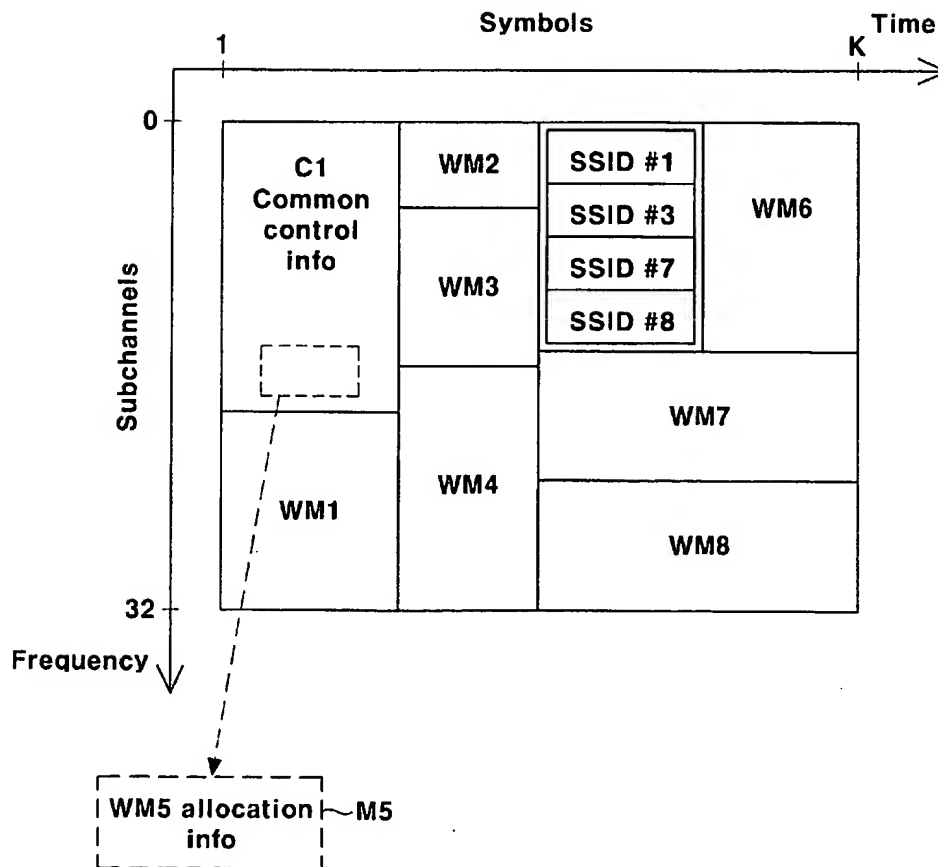 Symbols
Time
1
K
0
C1
Common
control
info
WM2
SSID #1
SSID #3
SSID #7
SSID #8
WM6
WM3
Subchannels
WM7
WM1
WM4
WM8
32
Frequency
WM5 allocation
info
M5